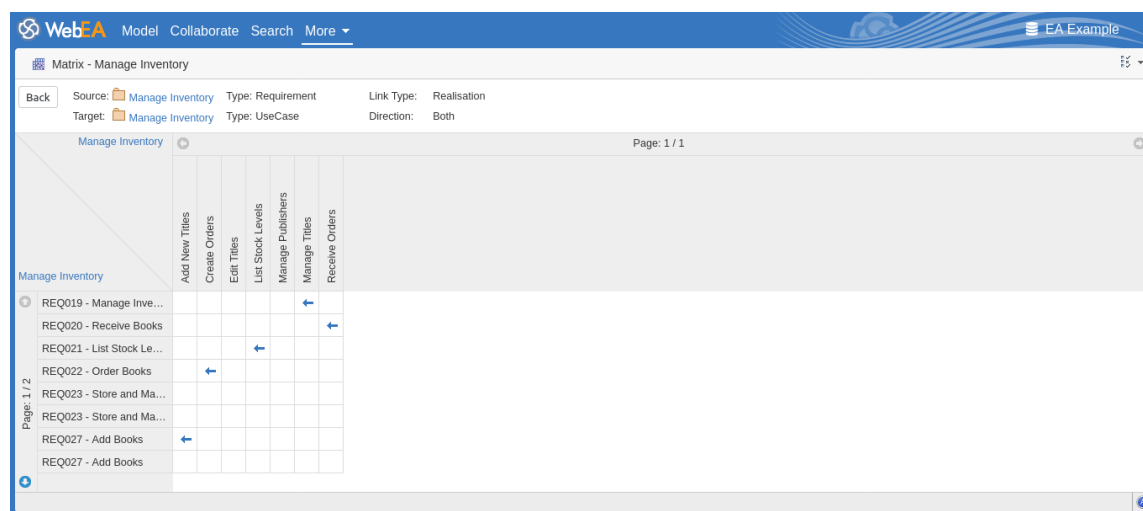 WebEA Model Collaborate Search More EA Example
Matrix - Manage Inventory
Back Source: Manage Inventory Type: Requirement Link Type: Realisation
Target: Manage Inventory Type: UseCase Direction: Both
Manage Inventory Page: 1 / 1
Add New Titles
Create Orders
Edit Titles
List Stock Levels
Manage Publishers
Manage Titles
Receive Orders
Manage Inventory
REQ019 - Manage Inve...
REQ020 - Receive Books
REQ021 - List Stock Le...
REQ022 - Order Books
REQ023 - Store and Ma...
REQ023 - Store and Ma...
REQ027 - Add Books
REQ027 - Add Books
Page: 1 / 2